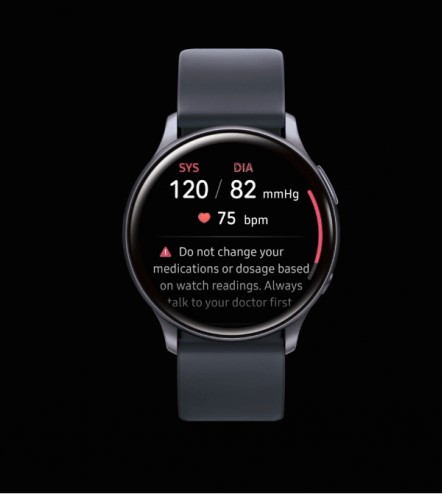 SYS DIA
120 / 82 mmHg
75 bpm
Do not change your
medications or dosage based
on watch readings. Always
talk to your doctor first